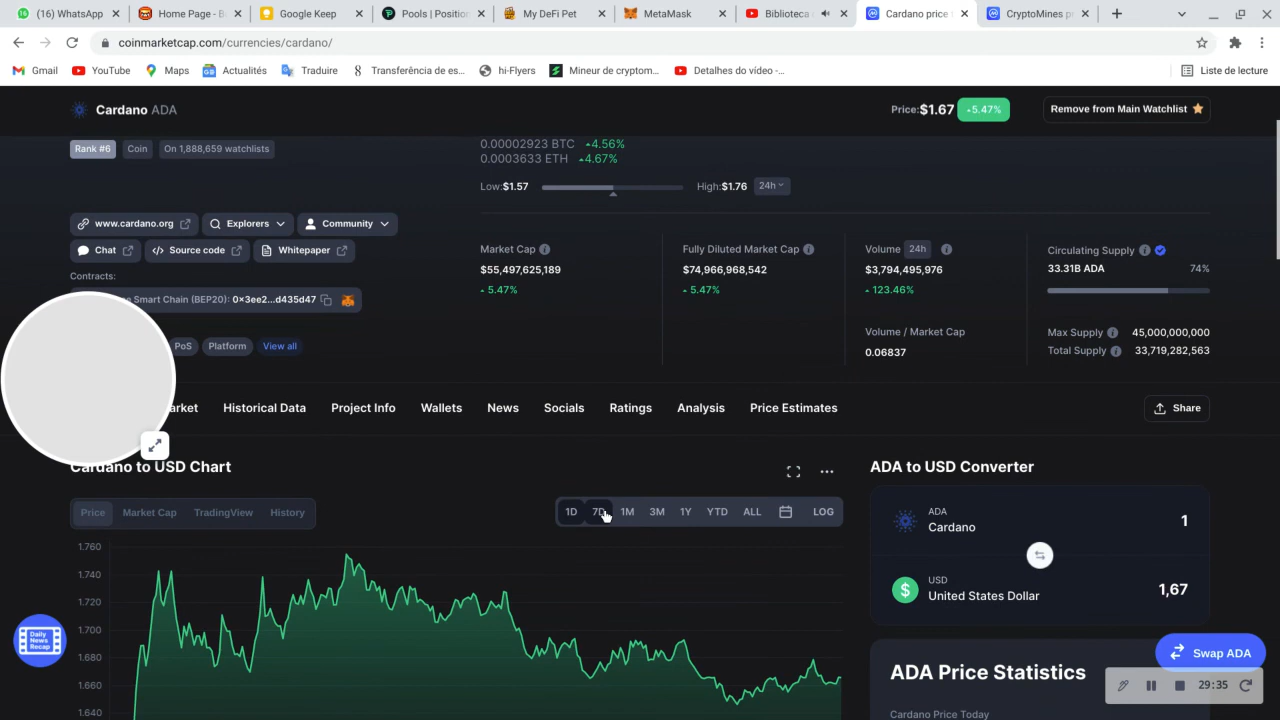 16
(16) WhatsApp
Home Page - B
Google Keep
Pools | Position
My DeFi Pet
MetaMask
Biblioteca
Cardano price
CryptoMines p
coinmarketcap.com/currencies/cardano/
Gmail
YouTube
Maps
Actualités
Traduire
Transferência de es...
hi-Flyers
Mineur de cryptom...
Detalhes do vídeo -...
Liste de lecture
Cardano ADA
Price: $1.67
5.47%
Remove from Main Watchlist
Rank #6
Coin
On 1,888,659 watchlists
0.00002923 BTC
4.56%
0.0003633 ETH
4.67%
Low: $1.57
High: $1.76
24h
www.cardano.org
Explorers
Community
Chat
Source code
Whitepaper
Contracts:
Smart Chain (BEP20): 0×3ee2...d435d47
PoS
Platform
View all
Market Cap
$55,497,625,189
5.47%
Fully Diluted Market Cap
$74,966,968,542
5.47%
Volume 24h
$3,794,495,976
123.46%
Volume / Market Cap
0.06837
Circulating Supply
33.31B ADA
74%
Max Supply
45,000,000,000
Total Supply
33,719,282,563
Historical Data
Project Info
Wallets
News
Socials
Ratings
Analysis
Price Estimates
Share
Cardano to USD Chart
Price
Market Cap
TradingView
History
1D
7D
1M
3M
1Y
YTD
ALL
LOG
1.760
1.740
1.720
1.700
1.680
1.660
1.640
ADA to USD Converter
ADA
Cardano
1
USD
United States Dollar
1,67
ADA Price Statistics
Cardano Price Today
Swap ADA
29:35
Daily
News
Recap